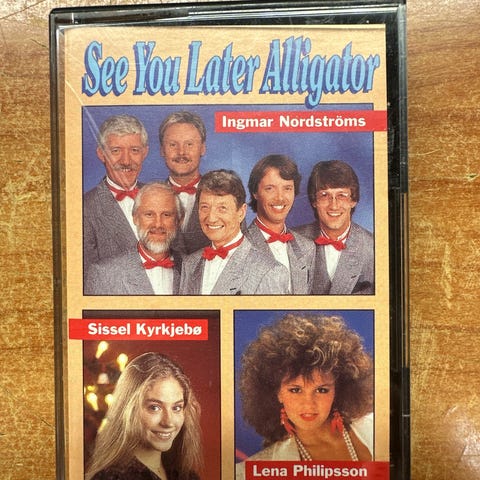 See You Later Alligator
Ingmar Nordströms
Sissel Kyrkjebø
Lena Philipsson